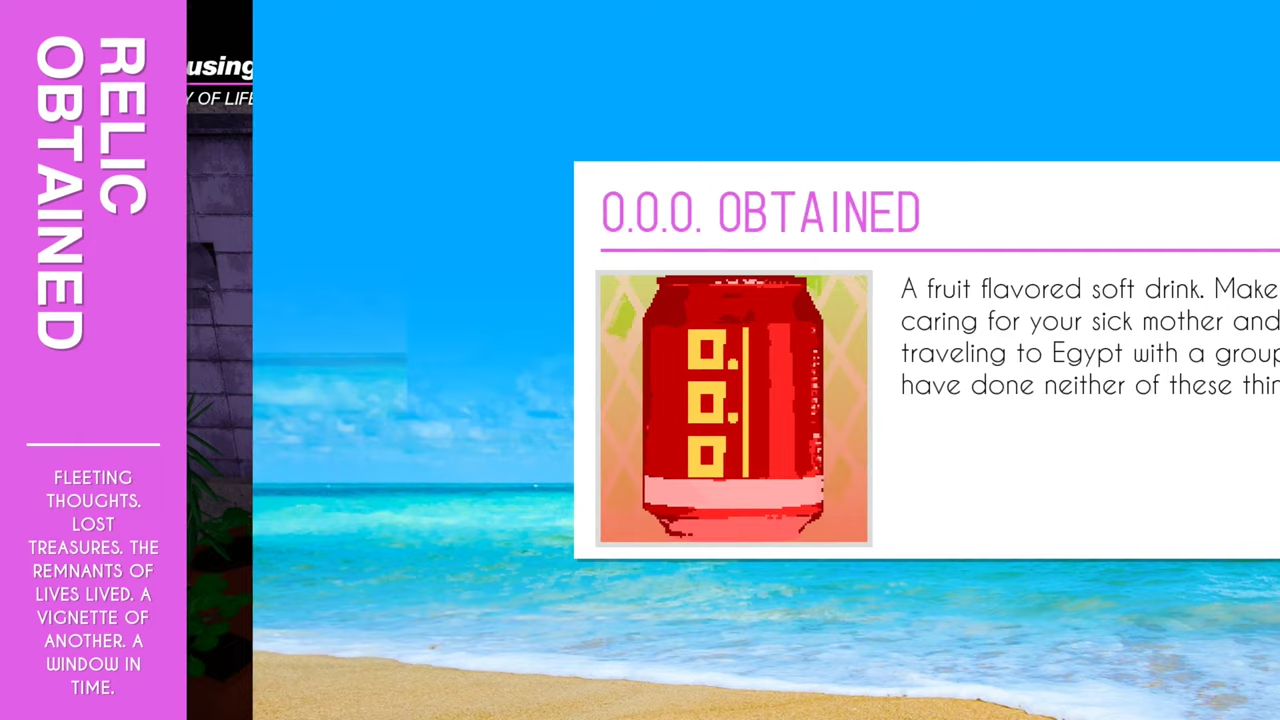 RELIC
OBTAINED
FLEETING
THOUGHTS.
LOST
TREASURES. THE
REMNANTS OF
LIVES LIVED. A
VIGNETTE OF
ANOTHER. A
WINDOW IN
TIME.
using
Y OF LIFE
O.O.O. OBTAINED
O.O.O
A fruit flavored soft drink. Make
caring for your sick mother and
traveling to Egypt with a group
have done neither of these thin